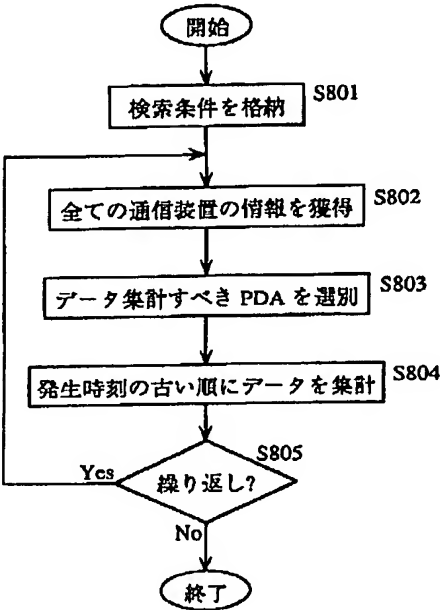 開始
検索条件を格納
S801
全ての通信装置の情報を獲得
S802
データ集計すべき PDA を選別
S803
発生時刻の古い順にデータを集計
S804
繰り返し?
S805
Yes
No
終了